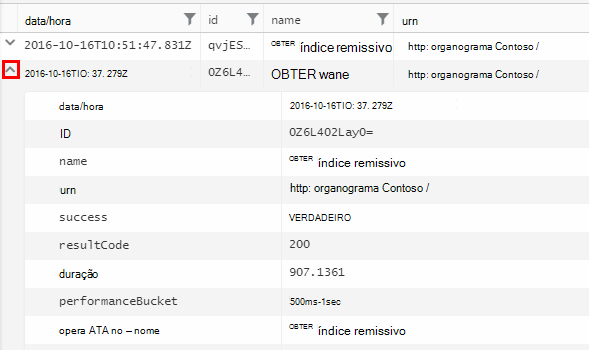 data/hora id name urn
2016-10-16T10:51:47.831Z qvjES... OBTER índice remissivo http: organograma Contoso /
2016-10-16TIO: 37. 279Z 0Z6L4... OBTER wane http: organograma Contoso /
data/hora 2016-10-16TIO: 37. 279Z
ID 0Z6L402Lay0=
name OBTER índice remissivo
urn http: organograma Contoso /
success VERDADEIRO
resultCode 200
duração 907.1361
performanceBucket 500ms-1sec
opera ATA no – nome OBTER índice remissivo